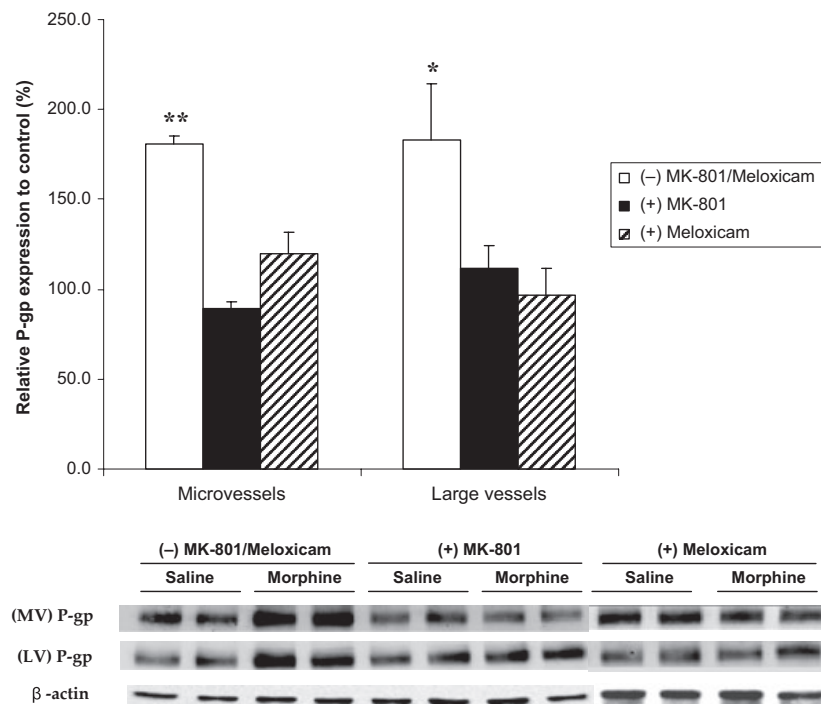 Relative P-gp expression to control (%)
250.0
200.0
150.0
100.0
50.0
0.0
**
*
Microvessels
Large vessels
(–) MK-801/Meloxicam
(+) MK-801
(+) Meloxicam
(–) MK-801/Meloxicam (+) MK-801 (+) Meloxicam
Saline Morphine Saline Morphine Saline Morphine
(MV) P-gp
(LV) P-gp
β -actin